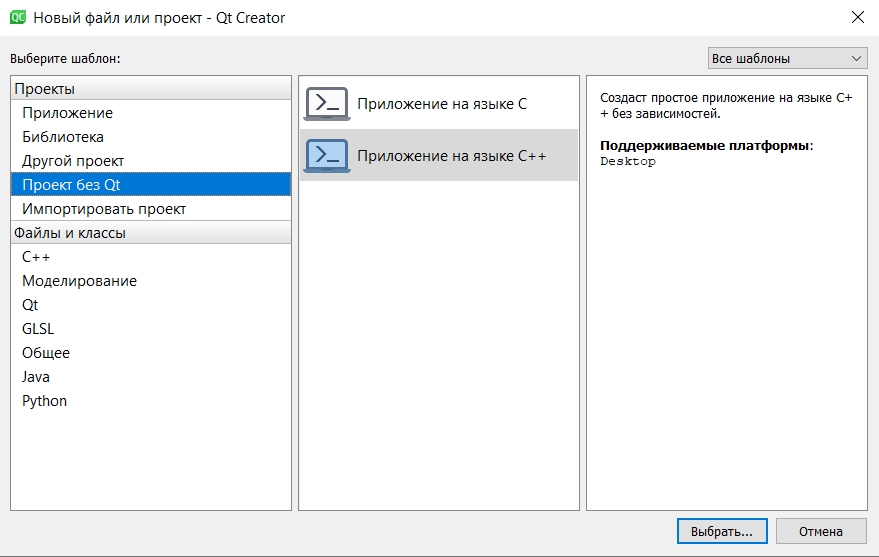 QC Новый файл или проект - Qt Creator
Выберите шаблон:
Все шаблоны
Проекты
Приложение
Библиотека
Другой проект
Проект без Qt
Импортировать проект
Файлы и классы
C++
Моделирование
Qt
GLSL
Общее
Java
Python
Приложение на языке C
Приложение на языке C++
Создаст простое приложение на языке C+
+ без зависимостей.
Поддерживаемые платформы:
Desktop
Выбрать...
Отмена